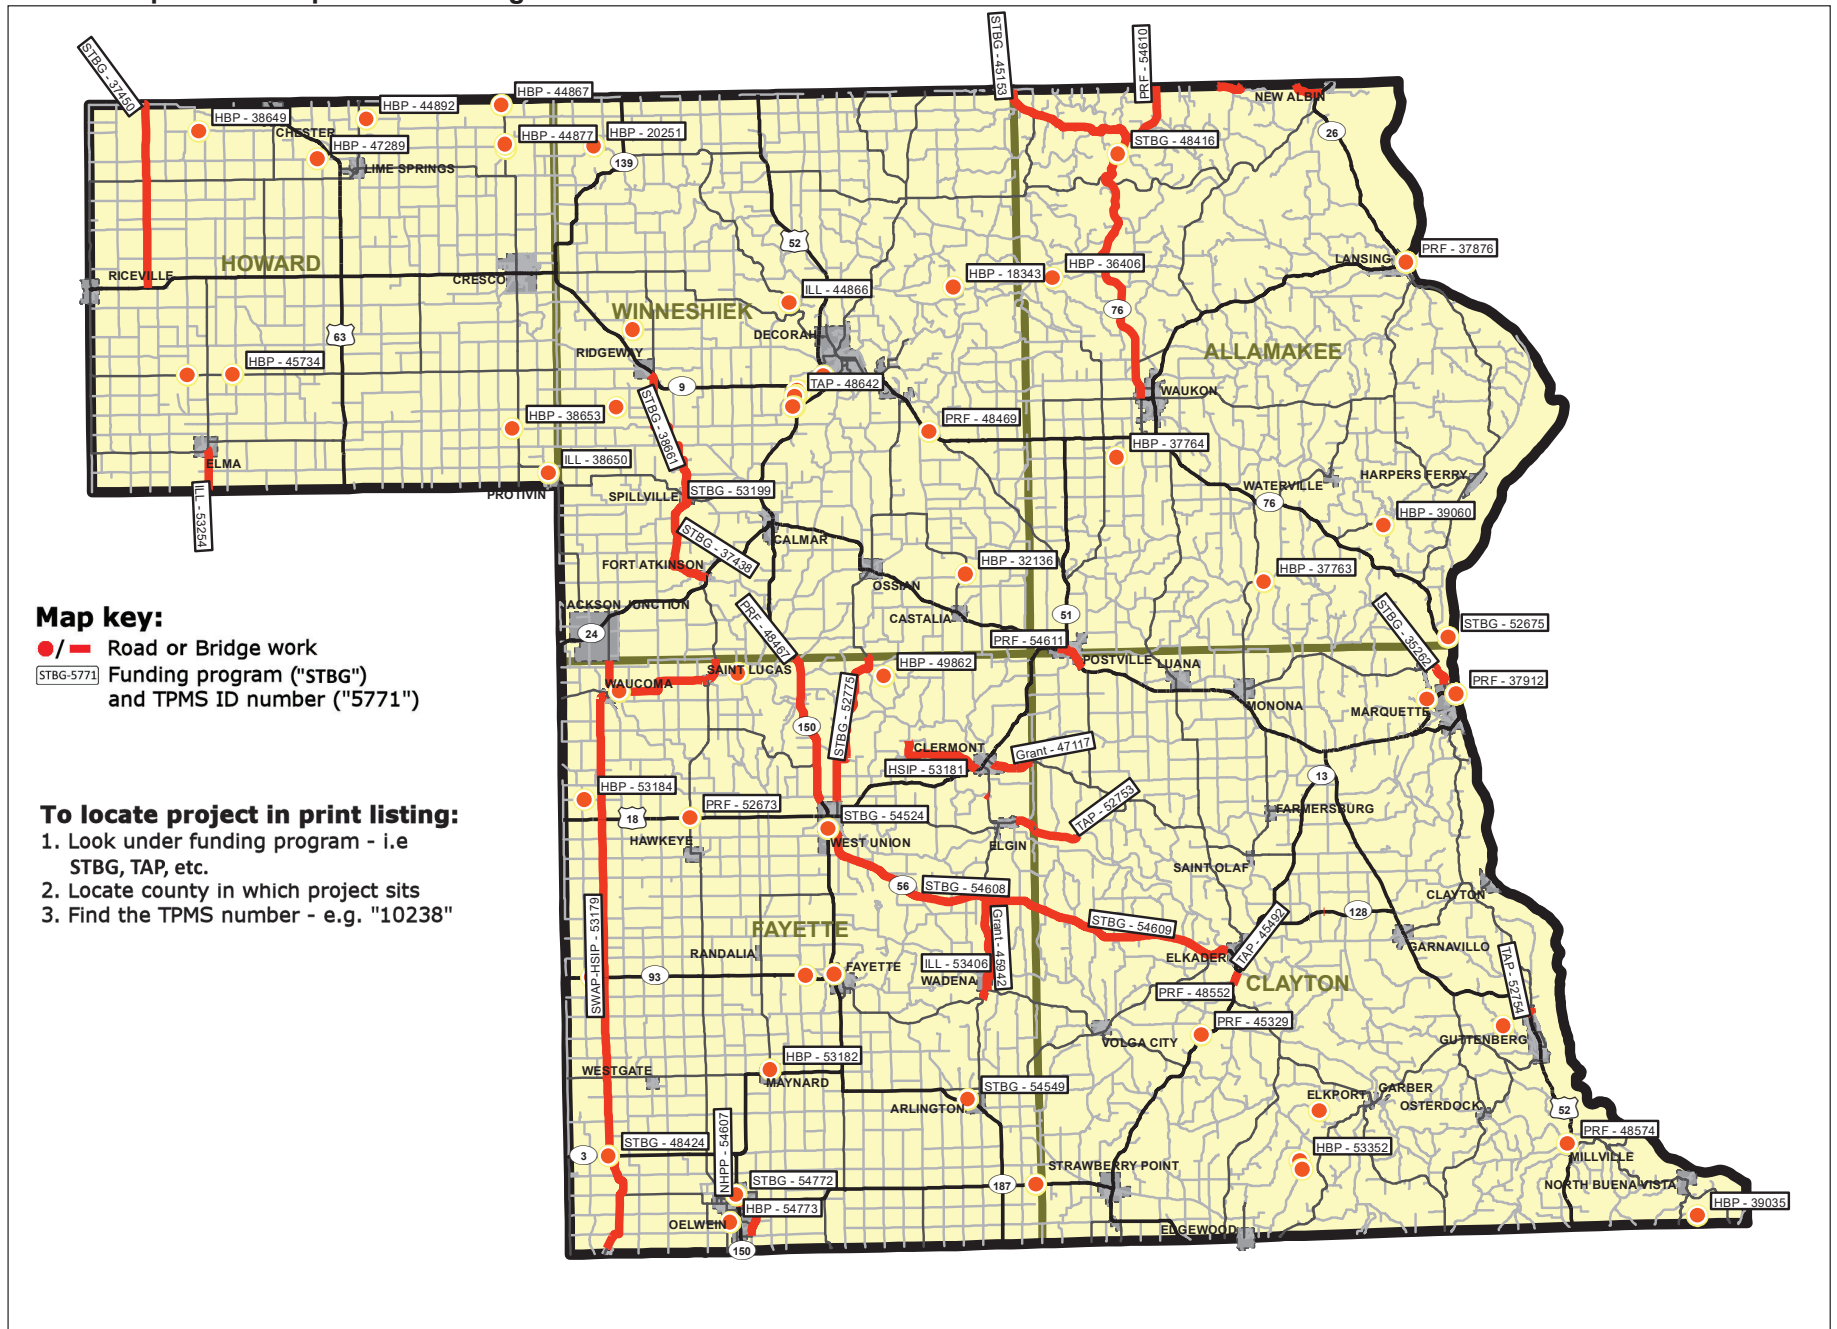 STBG - 37450
HBP - 38649
HBP - 44892
HBP - 44867
CHESTER
HBP - 47289
LIME SPRINGS
HBP - 44877
HBP - 20251
139
STBG - 45153
PRF - 54610
NEW ALBIN
26
STBG - 48416
HOWARD
RICEVILLE
CRESCO
52
WINNESHIEK
ILL - 44866
HBP - 18343
HBP - 36406
LANSING
PRF - 37876
63
DECORAH
76
ALLAMAKEE
RIDGEWAY
HBP - 45734
9
TAP - 48642
WAUKON
HBP - 38653
STBG - 38661
PRF - 48469
HBP - 37764
ELMA
ILL - 38650
PROTIVIN
SPILLVILLE
STBG - 53199
WATERVILLE
HARPERS FERRY
76
HBP - 39060
ILL - 53254
STBG - 37438
CALMAR
FORT ATKINSON
OSSIAN
HBP - 32136
HBP - 37763
ACKSON JUNCTION
24
PRF - 48467
CASTALIA
51
PRF - 54611
STBG - 35262
STBG - 52675
Map key:
/
Road or Bridge work
STBG-5771
Funding program ("STBG")
and TPMS ID number ("5771")
WAUCOMA
SAINT LUCAS
HBP - 49862
POSTVILLE
LUANA
PRF - 37912
STBG - 52775
150
MONONA
MARQUETTE
CLERMONT
Grant - 47117
HSIP - 53181
13
HBP - 53184
PRF - 52673
TAP - 52753
18
STBG - 54524
FARMERSBURG
HAWKEYE
WEST UNION
ELGIN
SAINT OLAF
To locate project in print listing:
1. Look under funding program - i.e
STBG, TAP, etc.
2. Locate county in which project sits
3. Find the TPMS number - e.g. "10238"
56
STBG - 54608
CLAYTON
SWAP-HSIP - 53179
FAYETTE
Grant - 45942
STBG - 54609
TAP - 45492
128
GARNAVILLO
RANDALIA
ILL - 53406
ELKADER
93
FAYETTE
WADENA
PRF - 48552
CLAYTON
TAP - 52754
PRF - 45329
VOLGA CITY
GUTTENBERG
HBP - 53182
WESTGATE
MAYNARD
STBG - 54549
ARLINGTON
GARBER
ELKPORT
OSTERDOCK
52
NHPP - 54607
STBG - 48424
3
HBP - 53352
PRF - 48574
MILLVILLE
STRAWBERRY POINT
STBG - 54772
187
NORTH BUENA VISTA
HBP - 54773
HBP - 39035
OELWEIN
EDGEWOOD
150